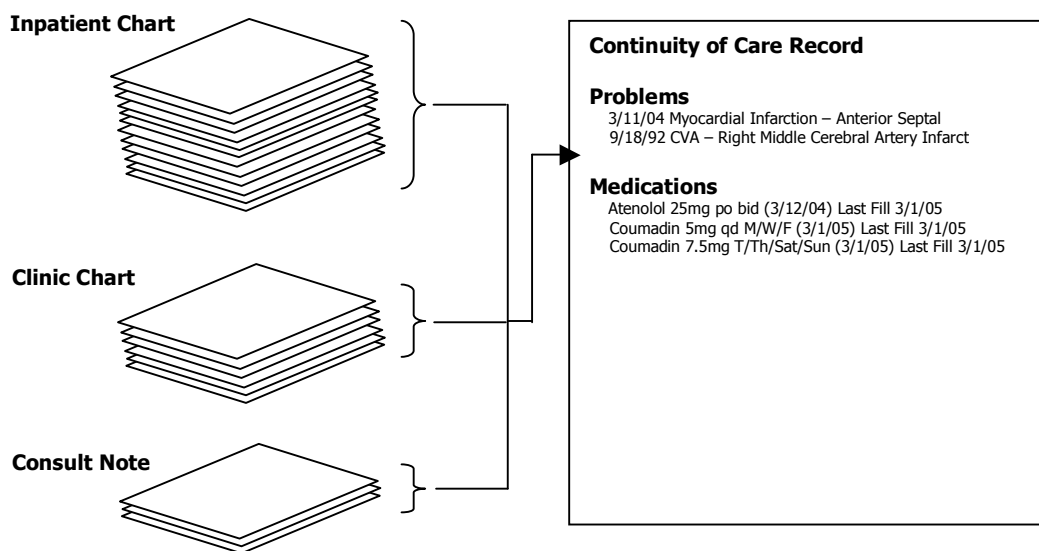 Inpatient Chart
Clinic Chart
Consult Note
Continuity of Care Record
Problems
3/11/04 Myocardial Infarction – Anterior Septal
9/18/92 CVA – Right Middle Cerebral Artery Infarct
Medications
Atenolol 25mg po bid (3/12/04) Last Fill 3/1/05
Coumadin 5mg qd M/W/F (3/1/05) Last Fill 3/1/05
Coumadin 7.5mg T/Th/Sat/Sun (3/1/05) Last Fill 3/1/05